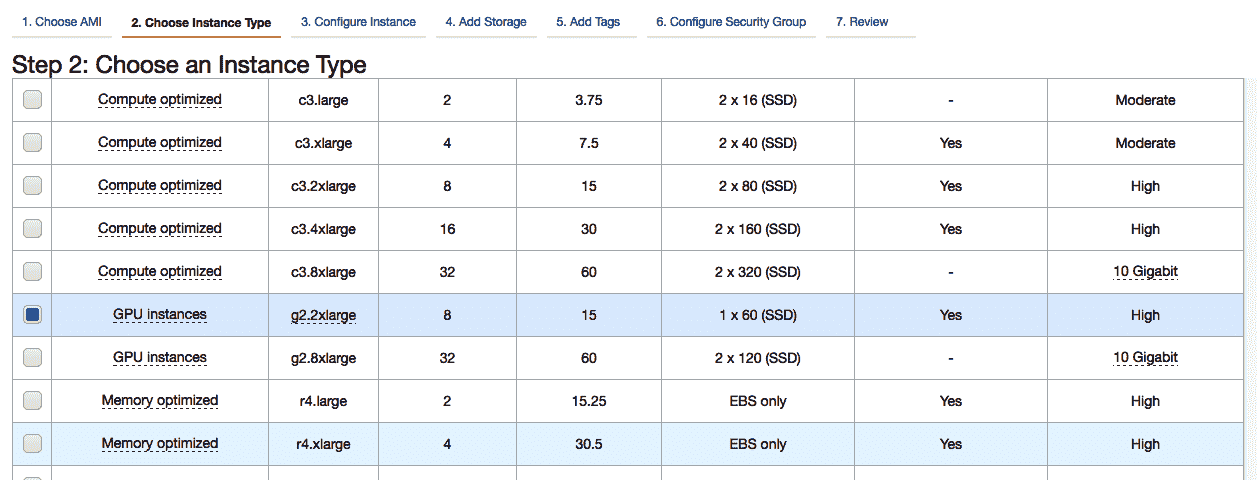 1. Choose AMI 2. Choose Instance Type 3. Configure Instance 4. Add Storage 5. Add Tags 6. Configure Security Group 7. Review
Step 2: Choose an Instance Type
Compute optimized c3.large 2 3.75 2 x 16 (SSD) - Moderate
Compute optimized c3.xlarge 4 7.5 2 x 40 (SSD) Yes Moderate
Compute optimized c3.2xlarge 8 15 2 x 80 (SSD) Yes High
Compute optimized c3.4xlarge 16 30 2 x 160 (SSD) Yes High
Compute optimized c3.8xlarge 32 60 2 x 320 (SSD) - 10 Gigabit
GPU instances g2.2xlarge 8 15 1 x 60 (SSD) Yes High
GPU instances g2.8xlarge 32 60 2 x 120 (SSD) - 10 Gigabit
Memory optimized r4.large 2 15.25 EBS only Yes High
Memory optimized r4.xlarge 4 30.5 EBS only Yes High